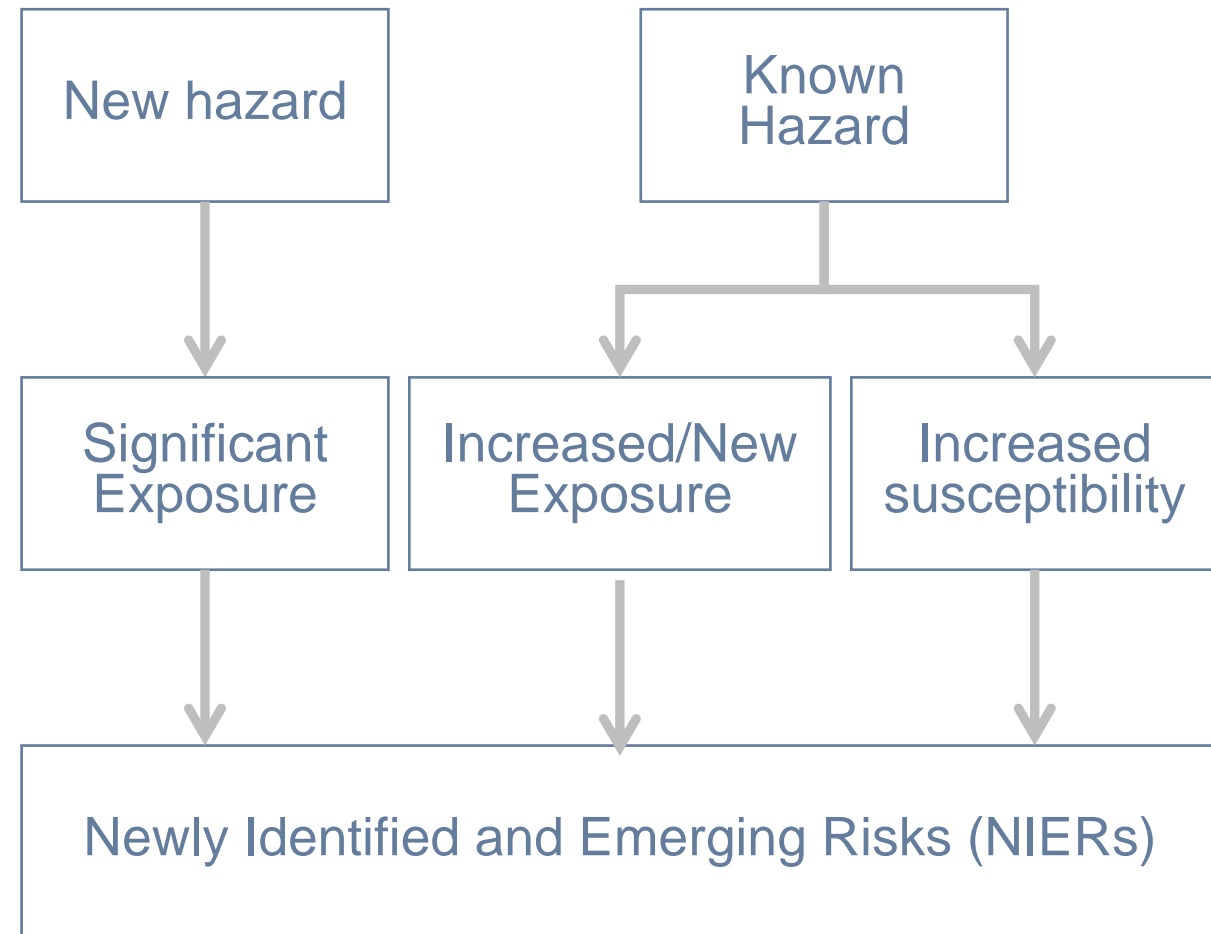 New hazard
Known
Hazard
Significant
Exposure
Increased/New
Exposure
Increased
susceptibility
Newly Identified and Emerging Risks (NIERs)